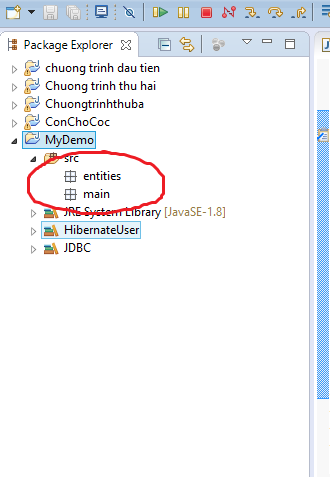 Package Explorer
chuong trinh dau tien
Chuong trinh thu hai
Chuongtrinhthuba
ConChoCoc
MyDemo
src
entities
main
JRE System Library [JavaSE-1.8]
HibernateUser
JDBC